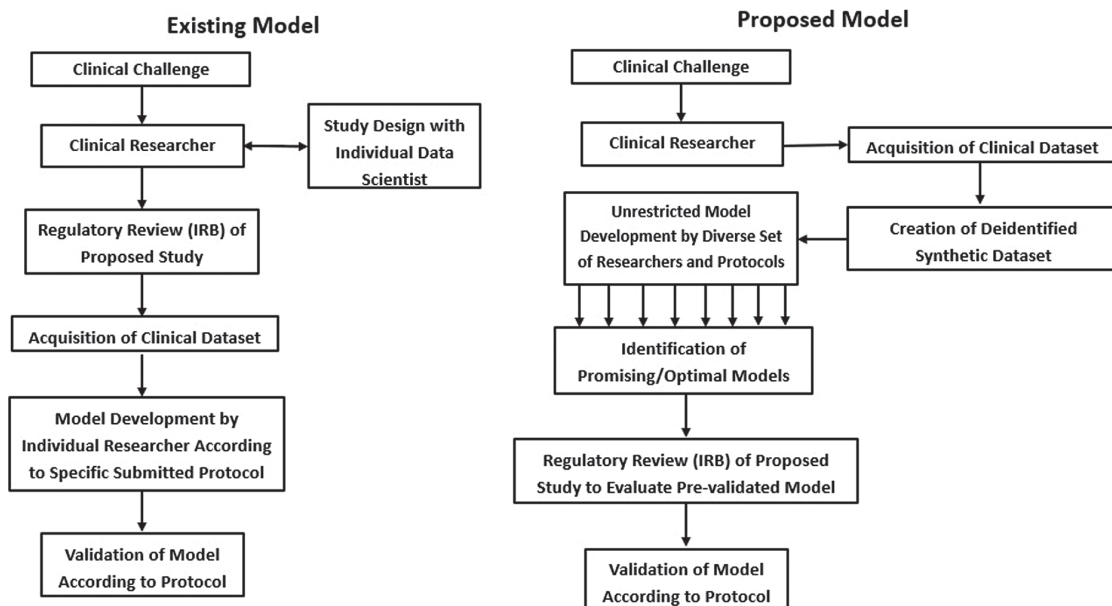 Existing Model
Clinical Challenge
Clinical Researcher
Study Design with
Individual Data
Scientist
Regulatory Review (IRB) of
Proposed Study
Acquisition of Clinical Dataset
Model Development by
Individual Researcher According
to Specific Submitted Protocol
Validation of Model
According to Protocol
Proposed Model
Clinical Challenge
Clinical Researcher
Acquisition of Clinical Dataset
Creation of Deidentified
Synthetic Dataset
Unrestricted Model
Development by Diverse Set
of Researchers and Protocols
Identification of
Promising/Optimal Models
Regulatory Review (IRB) of Proposed
Study to Evaluate Pre-validated Model
Validation of Model
According to Protocol